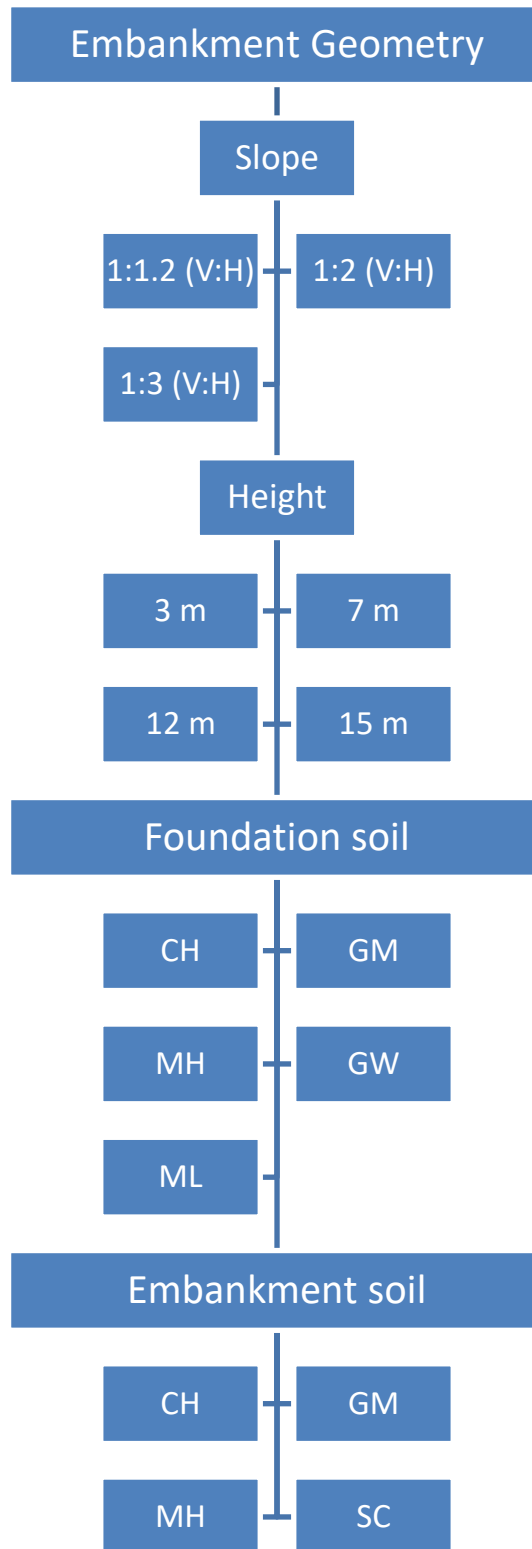 Embankment Geometry
Slope
1:1.2 (V:H)
1:2 (V:H)
1:3 (V:H)
Height
3 m
7 m
12 m
15 m
Foundation soil
CH
GM
MH
GW
ML
Embankment soil
CH
GM
MH
SC